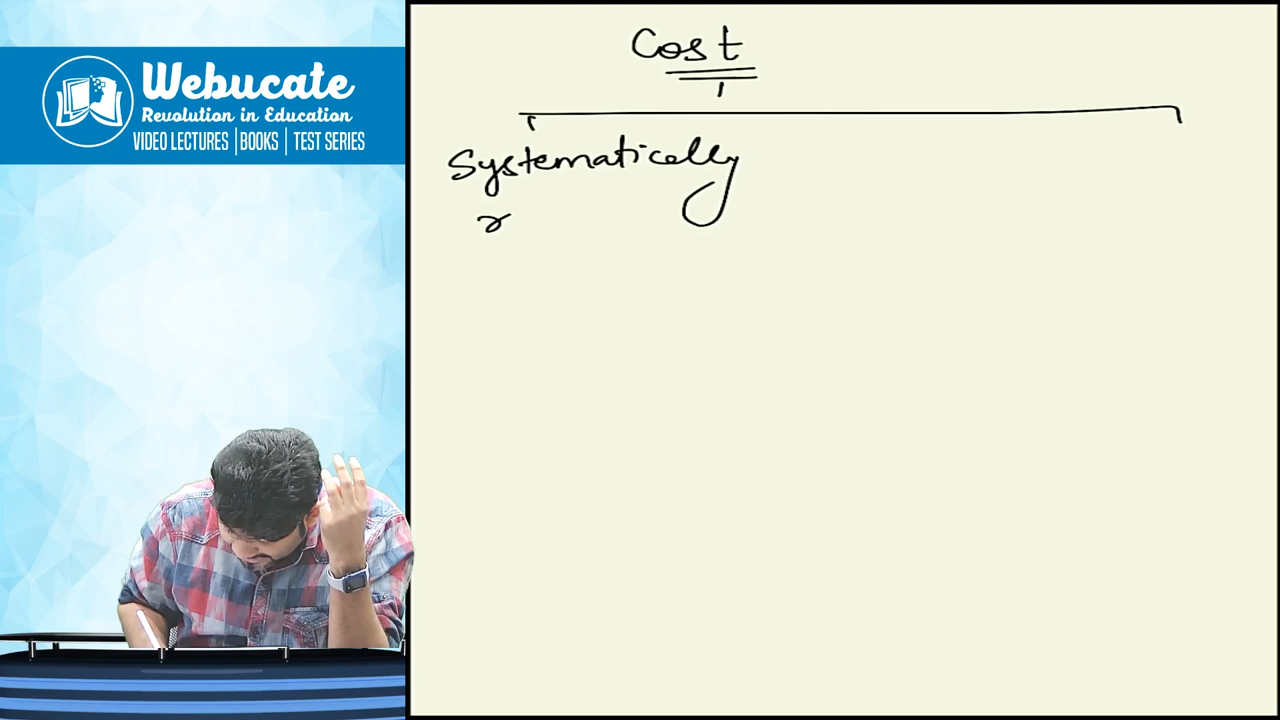 Webucate
Revolution in Education
VIDEO LECTURES | BOOKS | TEST SERIES
Cost
Systematically
r